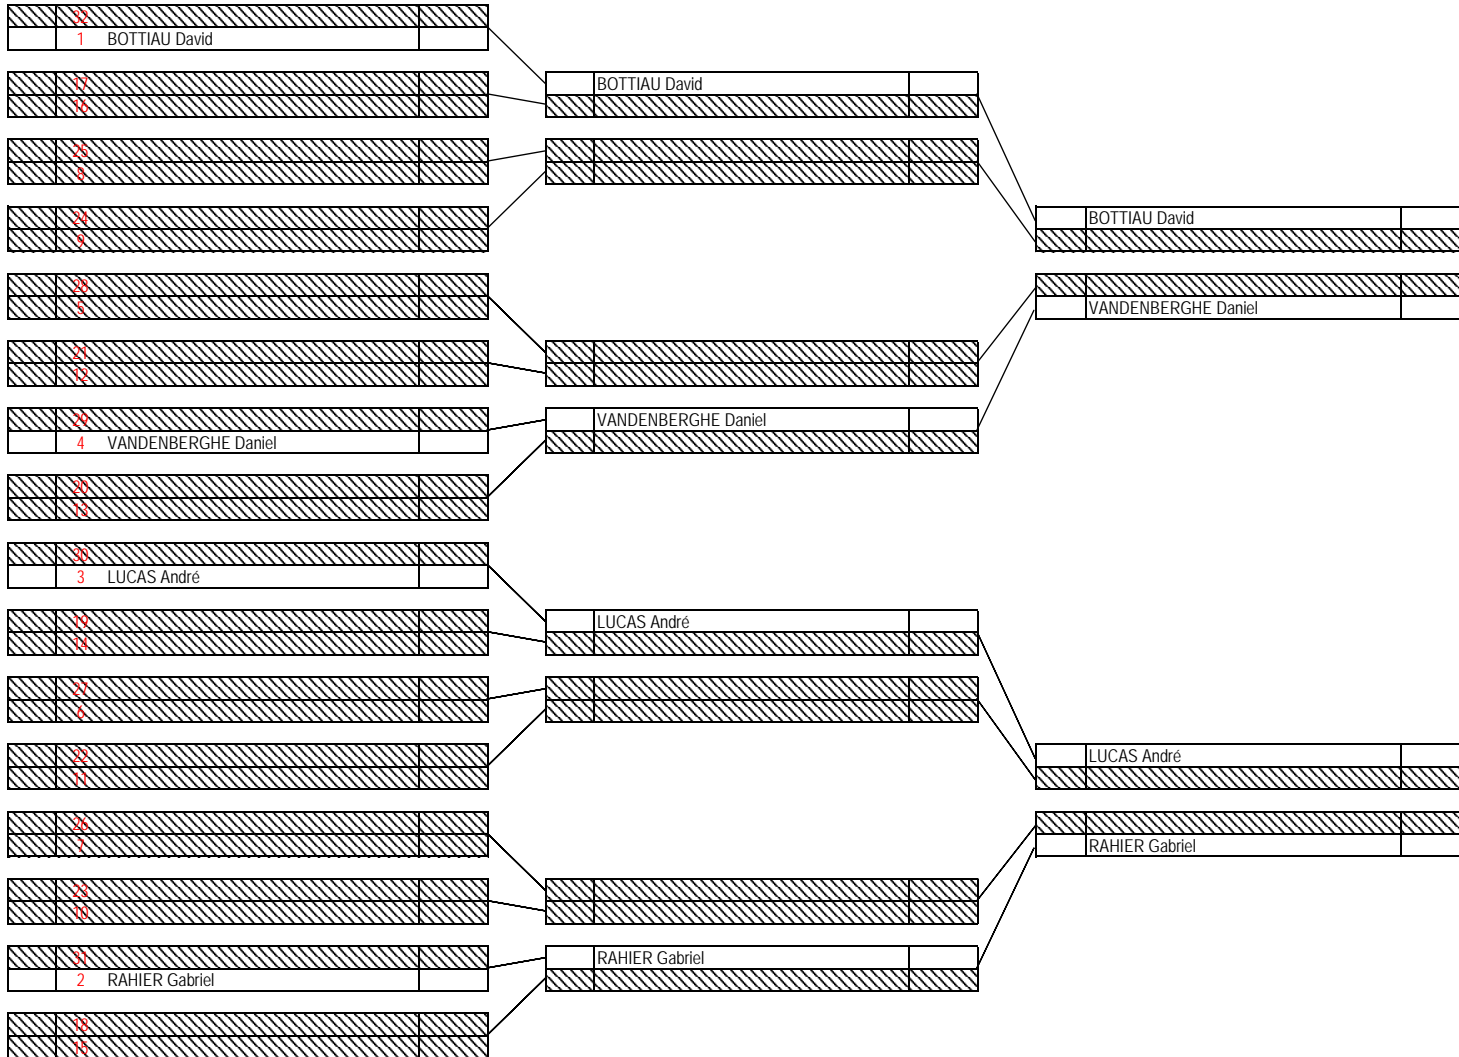 32
1 BOTTIAU David
17
16
25
8
24
9
28
5
21
12
29
4 VANDENBERGHE Daniel
20
13
30
3 LUCAS André
19
14
27
6
22
11
26
7
23
10
31
2 RAHIER Gabriel
18
15
BOTTIAU David
VANDENBERGHE Daniel
LUCAS André
RAHIER Gabriel
BOTTIAU David
VANDENBERGHE Daniel
LUCAS André
RAHIER Gabriel